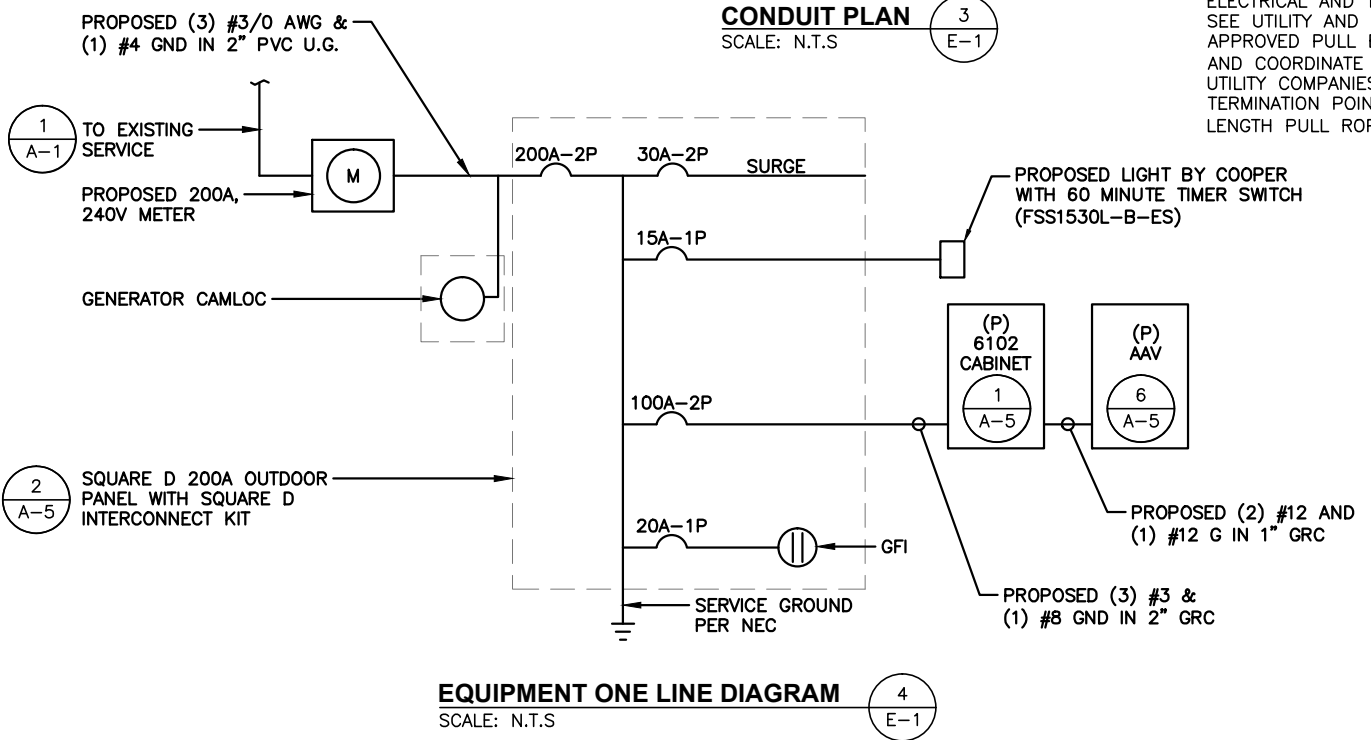 PROPOSED (3) #3/0 AWG &
(1) #4 GND IN 2" PVC U.G.
CONDUIT PLAN
SCALE: N.T.S
3
E-1
ELECTRICAL AND
SEE UTILITY AND
APPROVED PULL
AND COORDINATE
UTILITY COMPANIES
TERMINATION POIN
LENGTH PULL ROP
1
A-1
TO EXISTING
SERVICE
M
PROPOSED 200A,
240V METER
GENERATOR CAMLOC
200A-2P
30A-2P
SURGE
15A-1P
PROPOSED LIGHT BY COOPER
WITH 60 MINUTE TIMER SWITCH
(FSS1530L-B-ES)
(P)
6102
CABINET
1
A-5
(P)
AAV
6
A-5
100A-2P
2
A-5
SQUARE D 200A OUTDOOR
PANEL WITH SQUARE D
INTERCONNECT KIT
20A-1P
GFI
PROPOSED (2) #12 AND
(1) #12 G IN 1" GRC
PROPOSED (3) #3 &
(1) #8 GND IN 2" GRC
SERVICE GROUND
PER NEC
EQUIPMENT ONE LINE DIAGRAM
SCALE: N.T.S
4
E-1